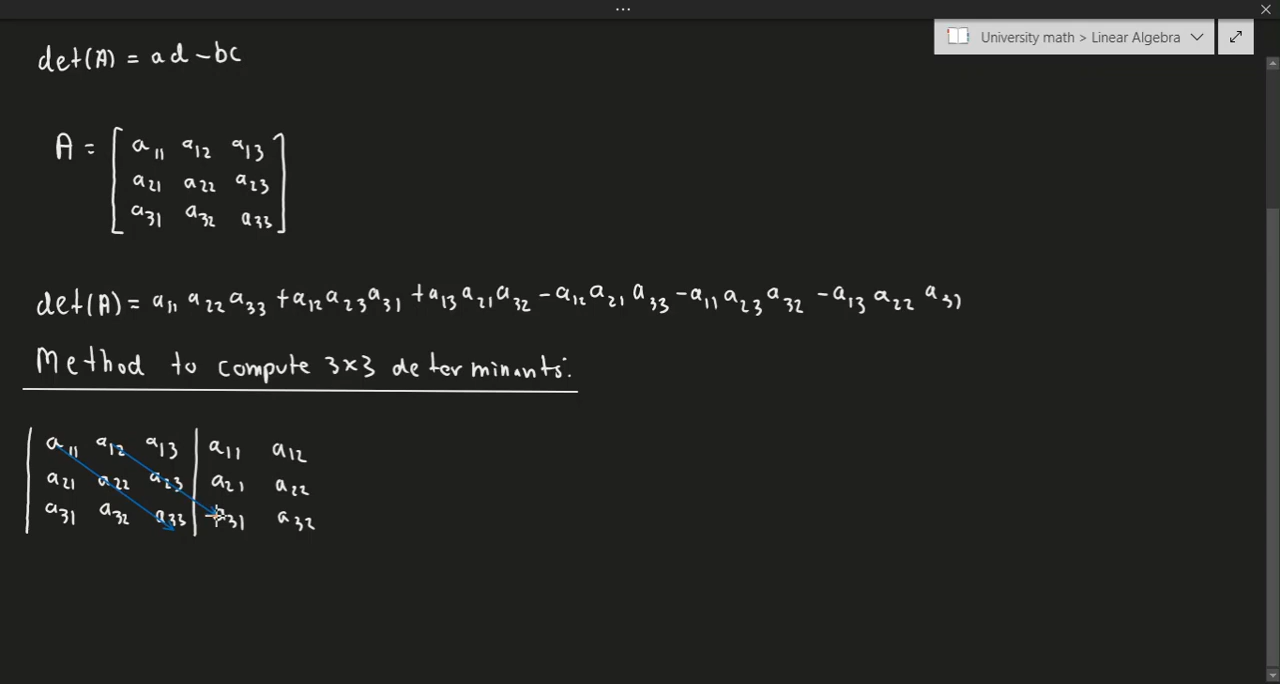 University math > Linear Algebra
det(A) = ad - bc
A = [ a₁₁ a₁₂ a₁₃
a₂₁ a₂₂ a₂₃
a₃₁ a₃₂ a₃₃ ]
det(A) = a₁₁ a₂₂ a₃₃ + a₁₂ a₂₃ a₃₁ + a₁₃ a₂₁ a₃₂ - a₁₂ a₂₁ a₃₃ - a₁₁ a₂₃ a₃₂ - a₁₃ a₂₂ a₃₁
Method to compute 3×3 determinants:
| a₁₁ a₁₂ a₁₃ | a₁₁ a₁₂
| a₂₁ a₂₂ a₂₃ | a₂₁ a₂₂
| a₃₁ a₃₂ a₃₃ | a₃₁ a₃₂